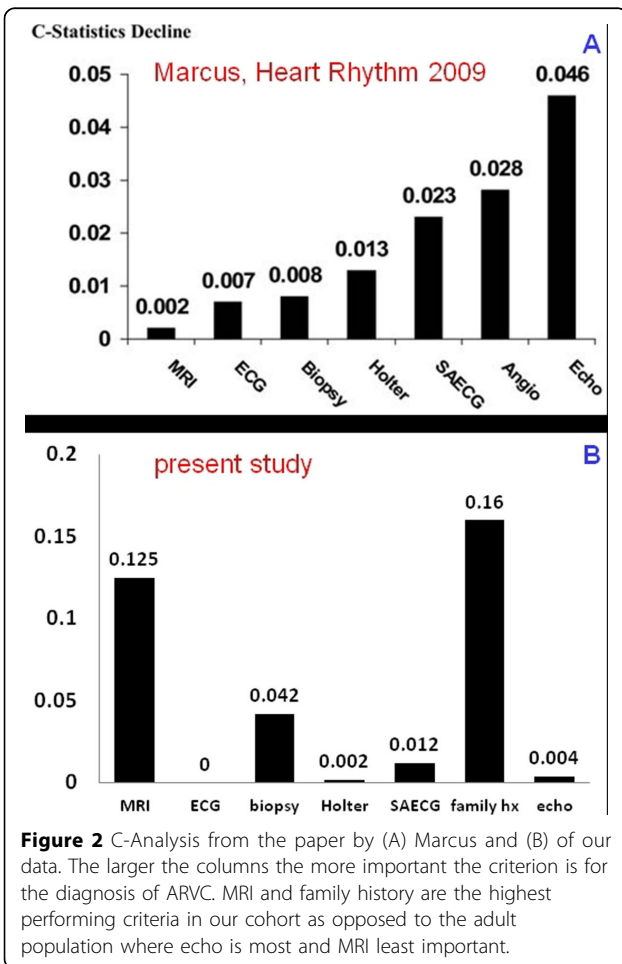 C-Statistics Decline
A
Marcus, Heart Rhythm 2009
0.05
0.04
0.03
0.02
0.01
0
0.002
0.007
0.008
0.013
0.023
0.028
0.046
MRI
ECG
Biopsy
Holter
SAECG
Angio
Echo
B
present study
0.2
0.15
0.1
0.05
0
0.125
0
0.042
0.002
0.012
0.16
0.004
MRI
ECG
biopsy
Holter
SAECG
family hx
echo
Figure 2 C-Analysis from the paper by (A) Marcus and (B) of our
data. The larger the columns the more important the criterion is for
the diagnosis of ARVC. MRI and family history are the highest
performing criteria in our cohort as opposed to the adult
population where echo is most and MRI least important.